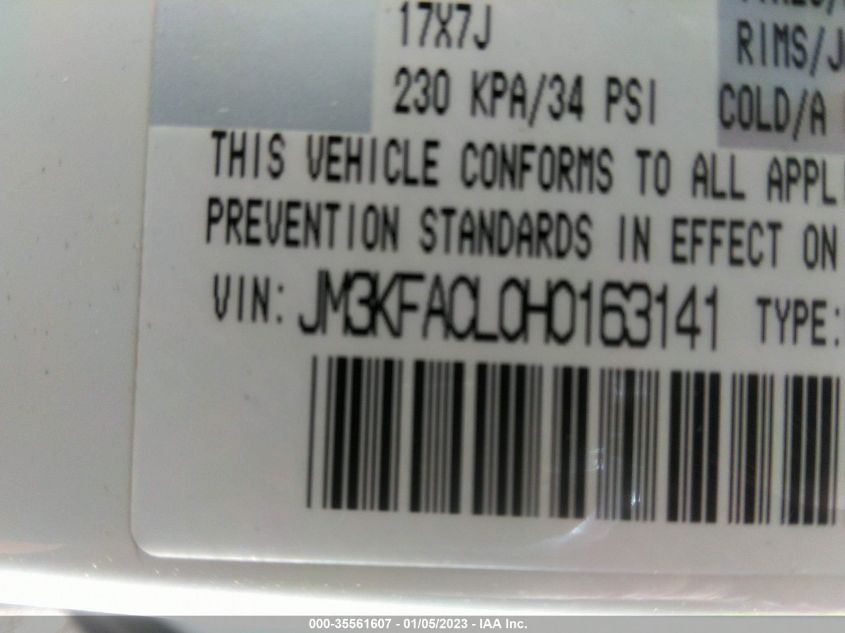 17X7J
RIMS/J
230 KPA/34 PSI
COLD/A
THIS VEHICLE CONFORMS TO ALL APPLI
PREVENTION STANDARDS IN EFFECT ON
VIN: JM3KFACL0H0163141 TYPE:
000-35561607 - 01/05/2023 - IAA Inc.